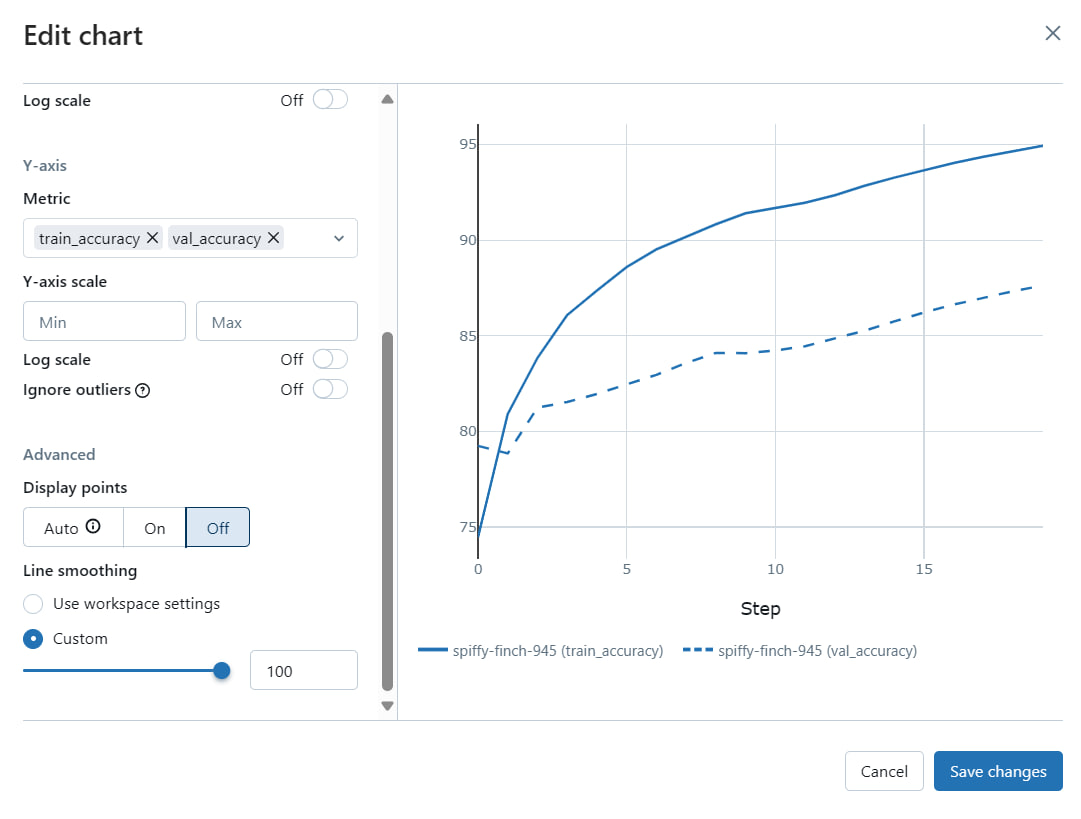 Edit chart
Log scale Off
Y-axis
Metric
train_accuracy val_accuracy
Y-axis scale
Min Max
Log scale Off
Ignore outliers Off
Advanced
Display points
Auto On Off
Line smoothing
Use workspace settings
Custom
100
95
90
85
80
75
0 5 10 15
Step
spiffy-finch-945 (train_accuracy) spiffy-finch-945 (val_accuracy)
Cancel Save changes